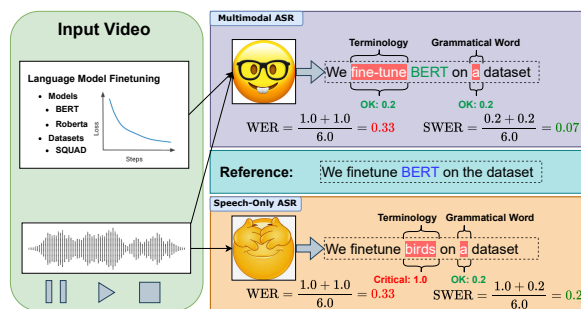 Input Video
Language Model Finetuning
Models
BERT
Roberta
Datasets
SQUAD
Loss
Steps
Multimodal ASR
Terminology Grammatical Word
We fine-tune BERT on a dataset
OK: 0.2 OK: 0.2
WER = 1.0 + 1.0 / 6.0 = 0.33 SWER = 0.2 + 0.2 / 6.0 = 0.07
Reference: We finetune BERT on the dataset
Speech-Only ASR
Terminology Grammatical Word
We finetune birds on a dataset
Critical: 1.0 OK: 0.2
WER = 1.0 + 1.0 / 6.0 = 0.33 SWER = 1.0 + 0.2 / 6.0 = 0.2